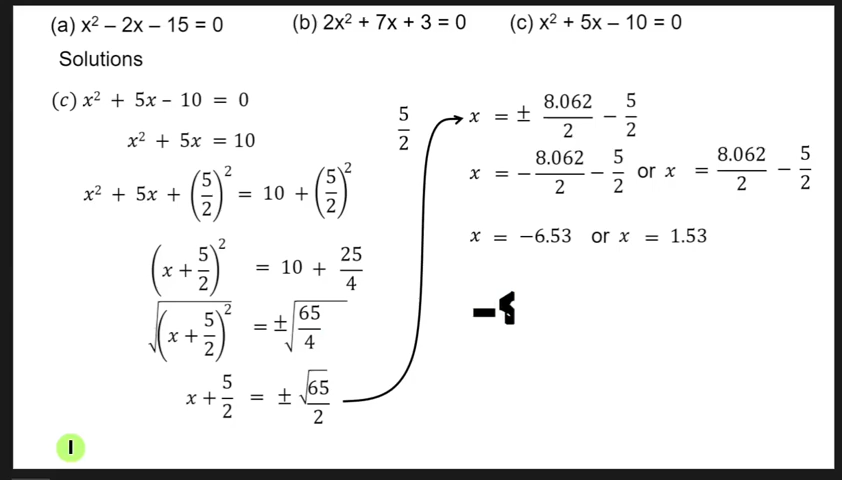 (a) x² – 2x – 15 = 0 (b) 2x² + 7x + 3 = 0 (c) x² + 5x – 10 = 0
Solutions
(c) x² + 5x – 10 = 0
x² + 5x = 10
x² + 5x + (5/2)² = 10 + (5/2)²
(x + 5/2)² = 10 + 25/4
√(x + 5/2)² = ±√65/4
x + 5/2 = ± √65/2
5/2
x = ± 8.062/2 − 5/2
x = −8.062/2 − 5/2 or x = 8.062/2 − 5/2
x = −6.53 or x = 1.53